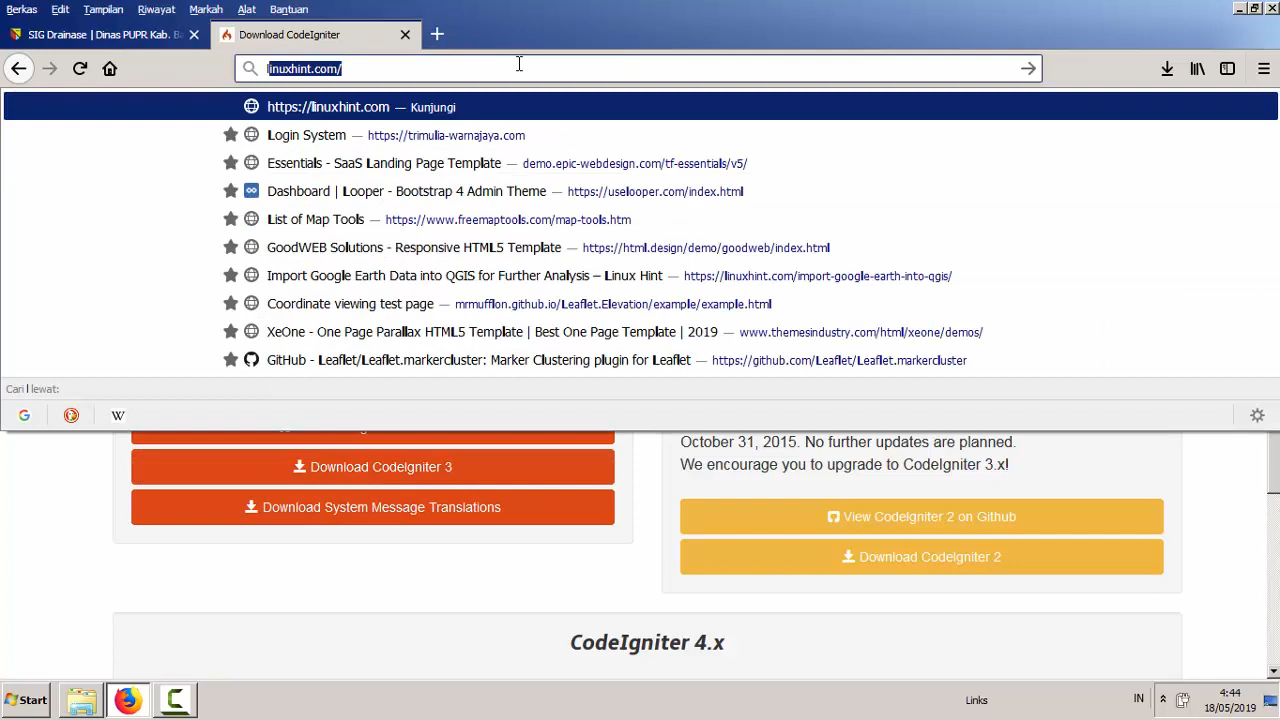 Berkas Edit Tampilan Riwayat Markah Alat Bantuan
SIG Drainase | Dinas PUPR Kab. Ba
Download CodeIgniter
linuxhint.com/
https://linuxhint.com — Kunjungi
Login System — https://trimulia-warnajaya.com
Essentials - SaaS Landing Page Template — demo.epic-webdesign.com/tf-essentials/v5/
Dashboard | Looper - Bootstrap 4 Admin Theme — https://uselooper.com/index.html
List of Map Tools — https://www.freemaptools.com/map-tools.htm
GoodWEB Solutions - Responsive HTML5 Template — https://html.design/demo/goodweb/index.html
Import Google Earth Data into QGIS for Further Analysis – Linux Hint — https://linuxhint.com/import-google-earth-into-qgis/
Coordinate viewing test page — mrmufflon.github.io/Leaflet.Elevation/example/example.html
XeOne - One Page Parallax HTML5 Template | Best One Page Template | 2019 — www.themesindustry.com/html/xeone/demos/
GitHub - Leaflet/Leaflet.markercluster: Marker Clustering plugin for Leaflet — https://github.com/Leaflet/Leaflet.markercluster
Cari l lewat:
G W
Download CodeIgniter 3
Download System Message Translations
October 31, 2015. No further updates are planned.
We encourage you to upgrade to CodeIgniter 3.x!
View CodeIgniter 2 on Github
Download CodeIgniter 2
CodeIgniter 4.x
Start
Links
IN
4:44
18/05/2019